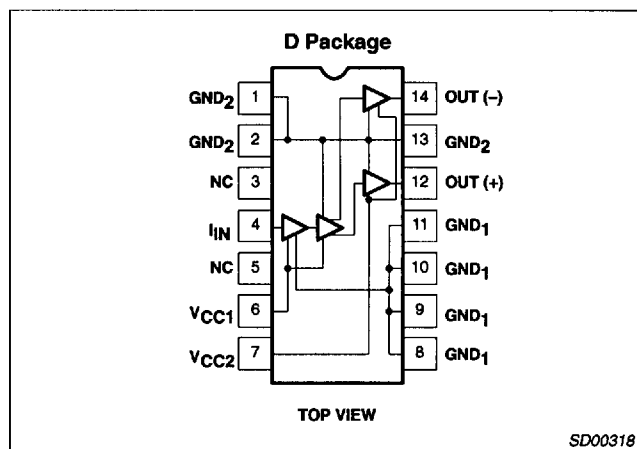 D Package
GND2 1 14 OUT (–)
GND2 2 13 GND2
NC 3 12 OUT (+)
IIN 4 11 GND1
NC 5 10 GND1
VCC1 6 9 GND1
VCC2 7 8 GND1
TOP VIEW
SD00318